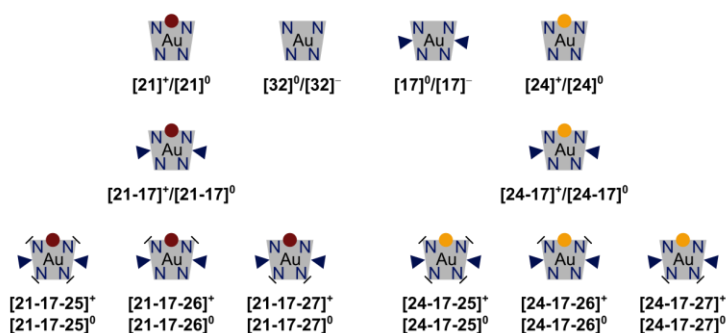 N N
Au
N N
N N
Au
N N
N N
Au
N N
N N
Au
N N
[21]⁺/[21]⁰ [32]⁰/[32]⁻ [17]⁰/[17]⁻ [24]⁺/[24]⁰
N N
Au
N N
N N
Au
N N
[21-17]⁺/[21-17]⁰ [24-17]⁺/[24-17]⁰
N N
Au
N N
N N
Au
N N
N N
Au
N N
N N
Au
N N
N N
Au
N N
N N
Au
N N
[21-17-25]⁺ [21-17-26]⁺ [21-17-27]⁺ [24-17-25]⁺ [24-17-26]⁺ [24-17-27]⁺
[21-17-25]⁰ [21-17-26]⁰ [21-17-27]⁰ [24-17-25]⁰ [24-17-26]⁰ [24-17-27]⁰